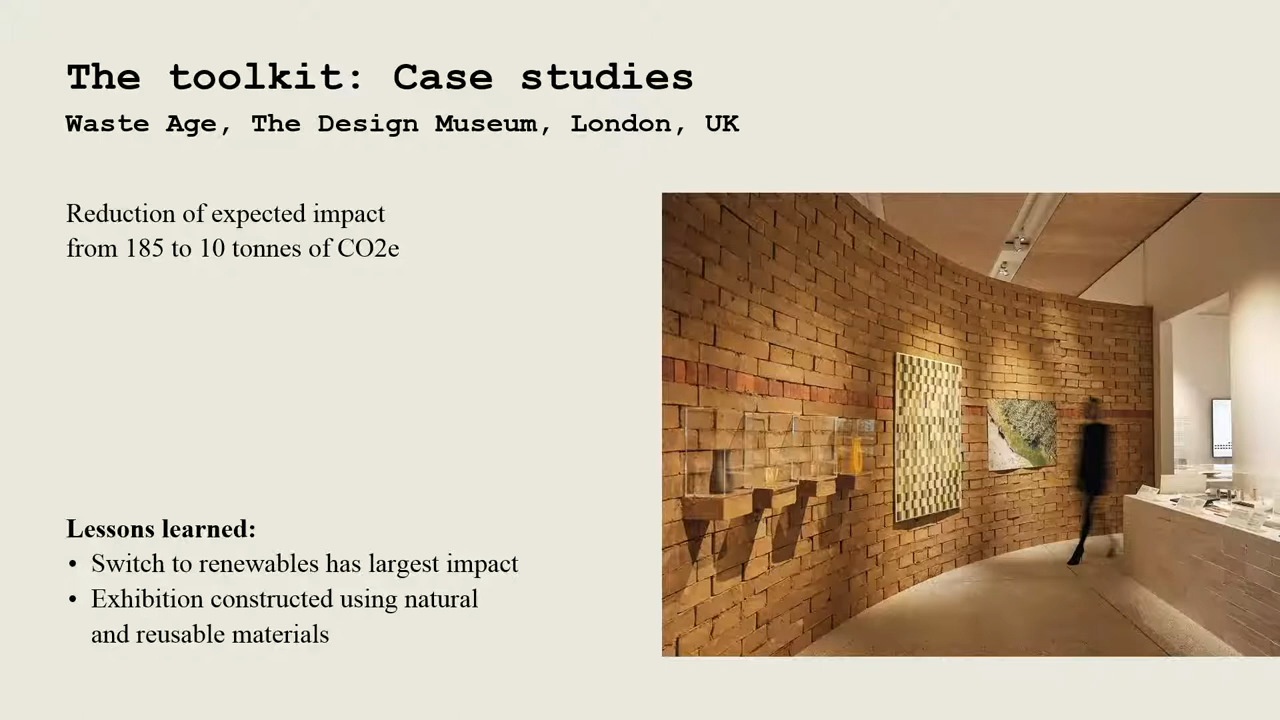 The toolkit: Case studies
Waste Age, The Design Museum, London, UK
Reduction of expected impact
from 185 to 10 tonnes of CO2e
Lessons learned:
• Switch to renewables has largest impact
• Exhibition constructed using natural
and reusable materials